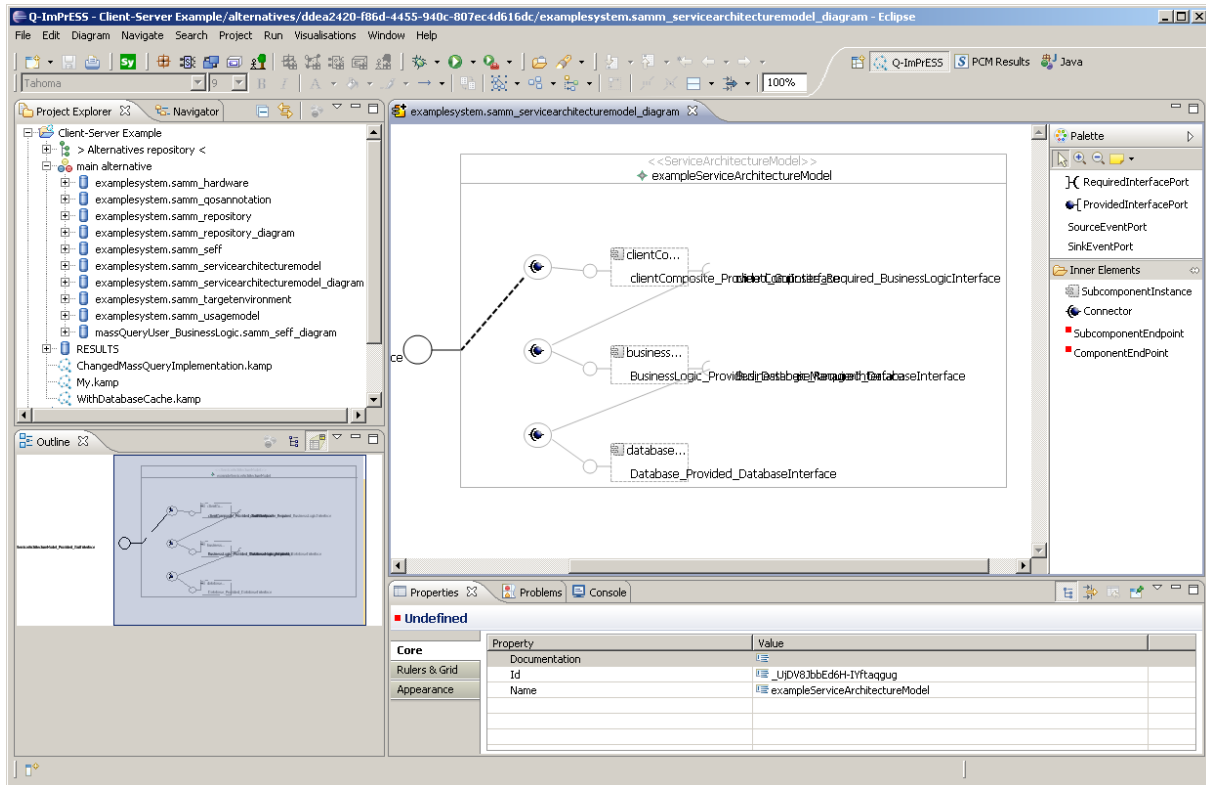 Q-ImPrESS - Client-Server Example/alternatives/ddea2420-f86d-4455-940c-807ec4d616dc/examplesystem.samm_servicearchitecturemodel_diagram - Eclipse
File Edit Diagram Navigate Search Project Run Visualisations Window Help
Sy
Q-ImPrESS S PCM Results Java
Tahoma 9 B I A 100%
Project Explorer Navigator
Client-Server Example
> Alternatives repository <
main alternative
examplesystem.samm_hardware
examplesystem.samm_qosannotation
examplesystem.samm_repository
examplesystem.samm_repository_diagram
examplesystem.samm_seff
examplesystem.samm_servicearchitecturemodel
examplesystem.samm_servicearchitecturemodel_diagram
examplesystem.samm_targetenvironment
examplesystem.samm_usagemodel
massQueryUser_BusinessLogic.samm_seff_diagram
RESULTS
ChangedMassQueryImplementation.kamp
My.kamp
WithDatabaseCache.kamp
examplesystem.samm_servicearchitecturemodel_diagram
<<ServiceArchitectureModel>>
exampleServiceArchitectureModel
clientCo...
ce
business...
database...
Database_Provided_DatabaseInterface
Palette
RequiredInterfacePort
ProvidedInterfacePort
SourceEventPort
SinkEventPort
Inner Elements
SubcomponentInstance
Connector
SubcomponentEndpoint
ComponentEndPoint
Outline
Properties Problems Console
Undefined
Core
Rulers & Grid
Appearance
Property Value
Documentation
Id _UjDV8JbbEd6H-IYftaqgug
Name exampleServiceArchitectureModel